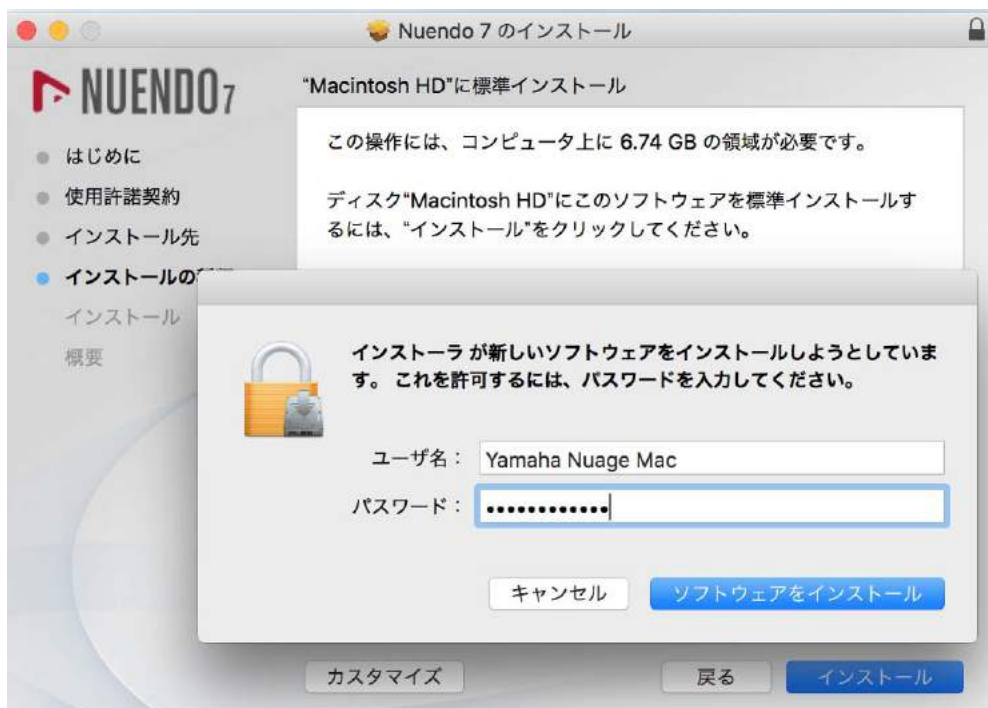 Nuendo 7 のインストール
NUENDO7
"Macintosh HD"に標準インストール
はじめに
使用許諾契約
インストール先
インストールの
インストール
概要
この操作には、コンピュータ上に 6.74 GB の領域が必要です。
ディスク"Macintosh HD"にこのソフトウェアを標準インストールす
るには、"インストール"をクリックしてください。
インストーラ が新しいソフトウェアをインストールしようとしていま
す。 これを許可するには、パスワードを入力してください。
ユーザ名：
Yamaha Nuage Mac
パスワード：
••••••••••••
キャンセル
ソフトウェアをインストール
カスタマイズ
戻る
インストール